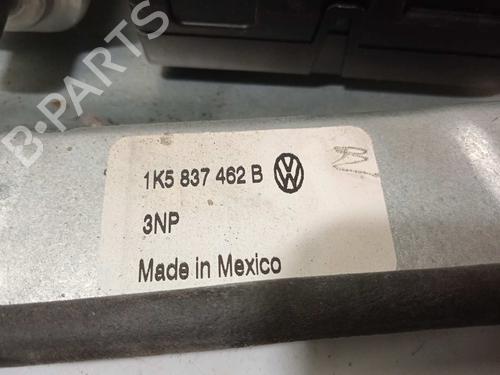 B-PARTS
1K5 837 462 B
3NP
Made in Mexico